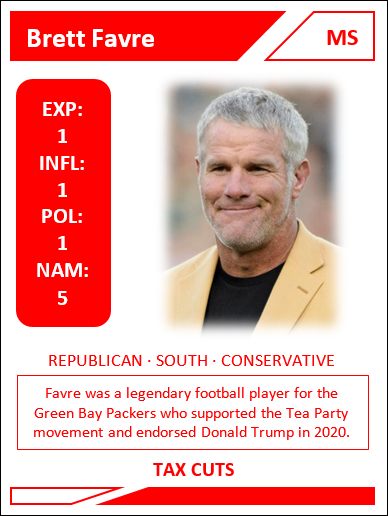 Brett Favre
MS
EXP:
1
INFL:
1
POL:
1
NAM:
5
REPUBLICAN · SOUTH · CONSERVATIVE
Favre was a legendary football player for the
Green Bay Packers who supported the Tea Party
movement and endorsed Donald Trump in 2020.
TAX CUTS